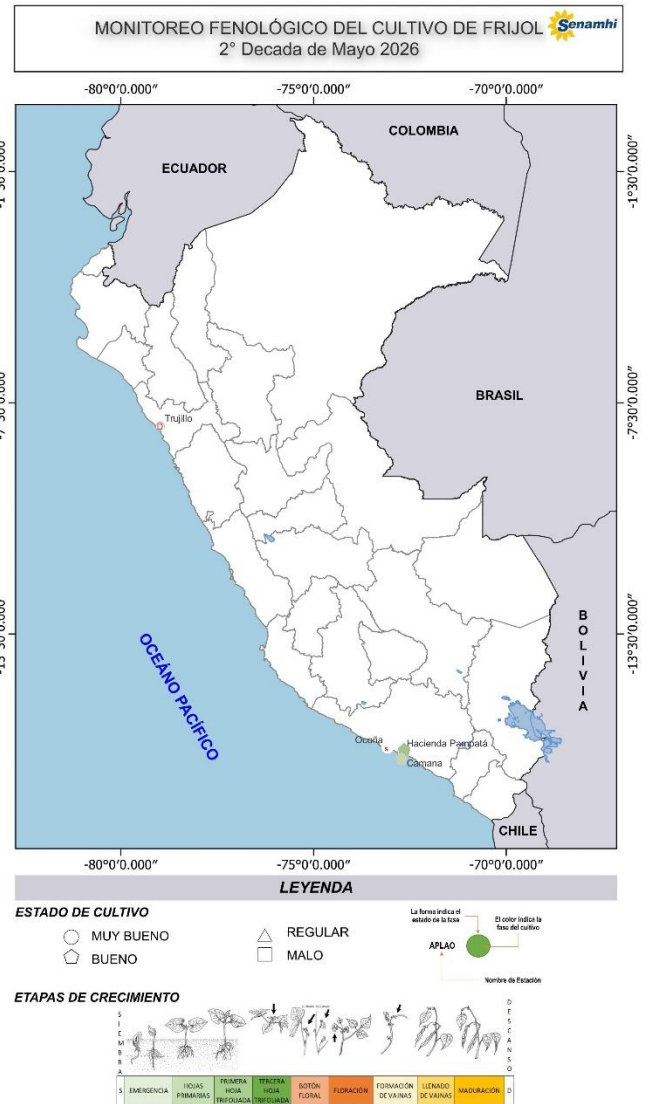 MONITOREO FENOLÓGICO DEL CULTIVO DE FRIJOL
Senamhi
2° Decada de Mayo 2026
-80°0'0.000"
-75°0'0.000"
-70°0'0.000"
COLOMBIA
ECUADOR
BRASIL
-7°30'0.000
-7°30'0.000"
Trujillo
BOLIVIA
-13°30'0.000"
OCEÁNO PACÍFICO
Ocoña
s
Hacienda Pampatá
Camana
CHILE
-80°0'0.000"
-75°0'0.000"
-70°0'0.000"
LEYENDA
ESTADO DE CULTIVO
MUY BUENO
BUENO
REGULAR
MALO
La forma indica el
estado de la fase
El color indica la
fase del cultivo
APLAO
Nombre de Estación
ETAPAS DE CRECIMIENTO
SIEMBRA
DESCANSO
S
EMERGENCIA
HOJAS
PRIMARIAS
PRIMERA
HOJA
TRIFOLIADA
TERCERA
HOJA
TRIFOLIADA
BOTÓN
FLORAL
FLORACIÓN
FORMACIÓN
DE VAINAS
LLENADO
DE VAINAS
MADURACIÓN
D